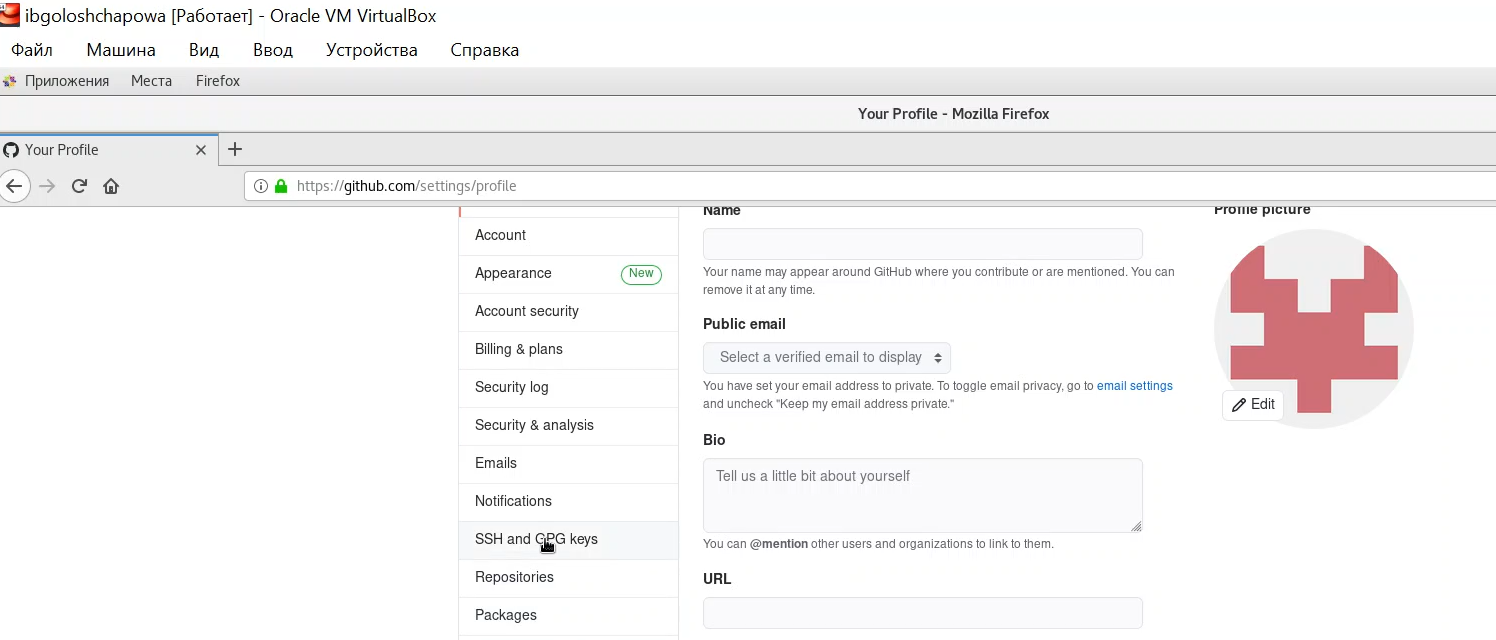 ibgoloshchapowa [Работает] - Oracle VM VirtualBox
Файл Машина Вид Ввод Устройства Справка
Приложения Места Firefox
Your Profile - Mozilla Firefox
Your Profile
https://github.com/settings/profile
Account
Appearance New
Account security
Billing & plans
Security log
Security & analysis
Emails
Notifications
SSH and GPG keys
Repositories
Packages
Name
Your name may appear around GitHub where you contribute or are mentioned. You can
remove it at any time.
Public email
Select a verified email to display
You have set your email address to private. To toggle email privacy, go to email settings
and uncheck "Keep my email address private."
Bio
Tell us a little bit about yourself
You can @mention other users and organizations to link to them.
URL
Profile picture
Edit